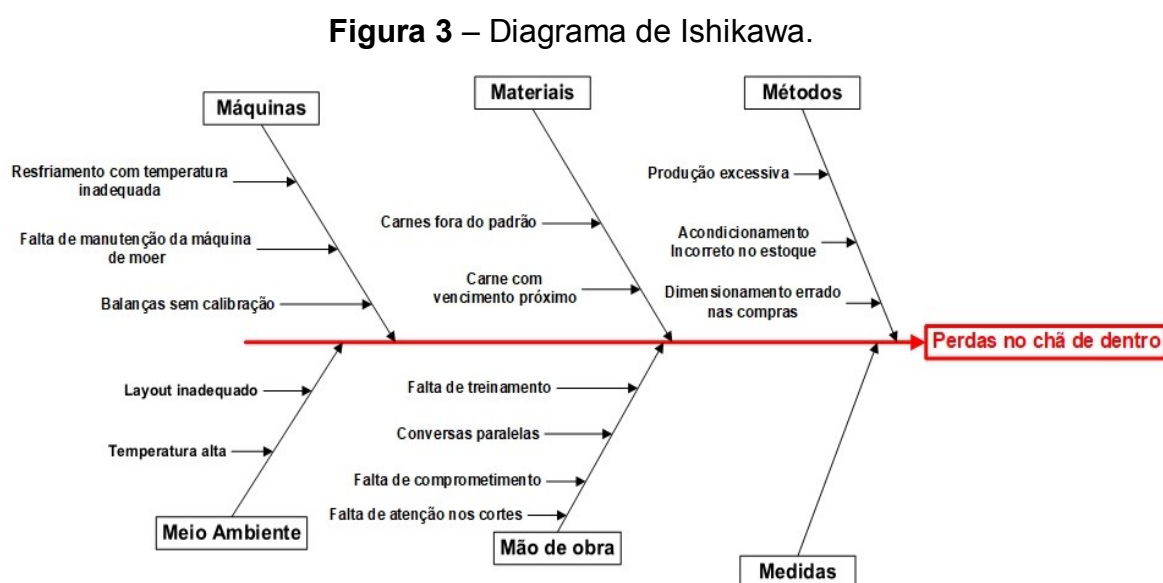 Figura 3 – Diagrama de Ishikawa.
Máquinas
Materiais
Métodos
Resfriamento com temperatura
inadequada
Falta de manutenção da máquina
de moer
Balanças sem calibração
Carnes fora do padrão
Carne com
vencimento próximo
Produção excessiva
Acondicionamento
Incorreto no estoque
Dimensionamento errado
nas compras
Perdas no chã de dentro
Layout inadequado
Temperatura alta
Meio Ambiente
Falta de treinamento
Conversas paralelas
Falta de comprometimento
Falta de atenção nos cortes
Mão de obra
Medidas